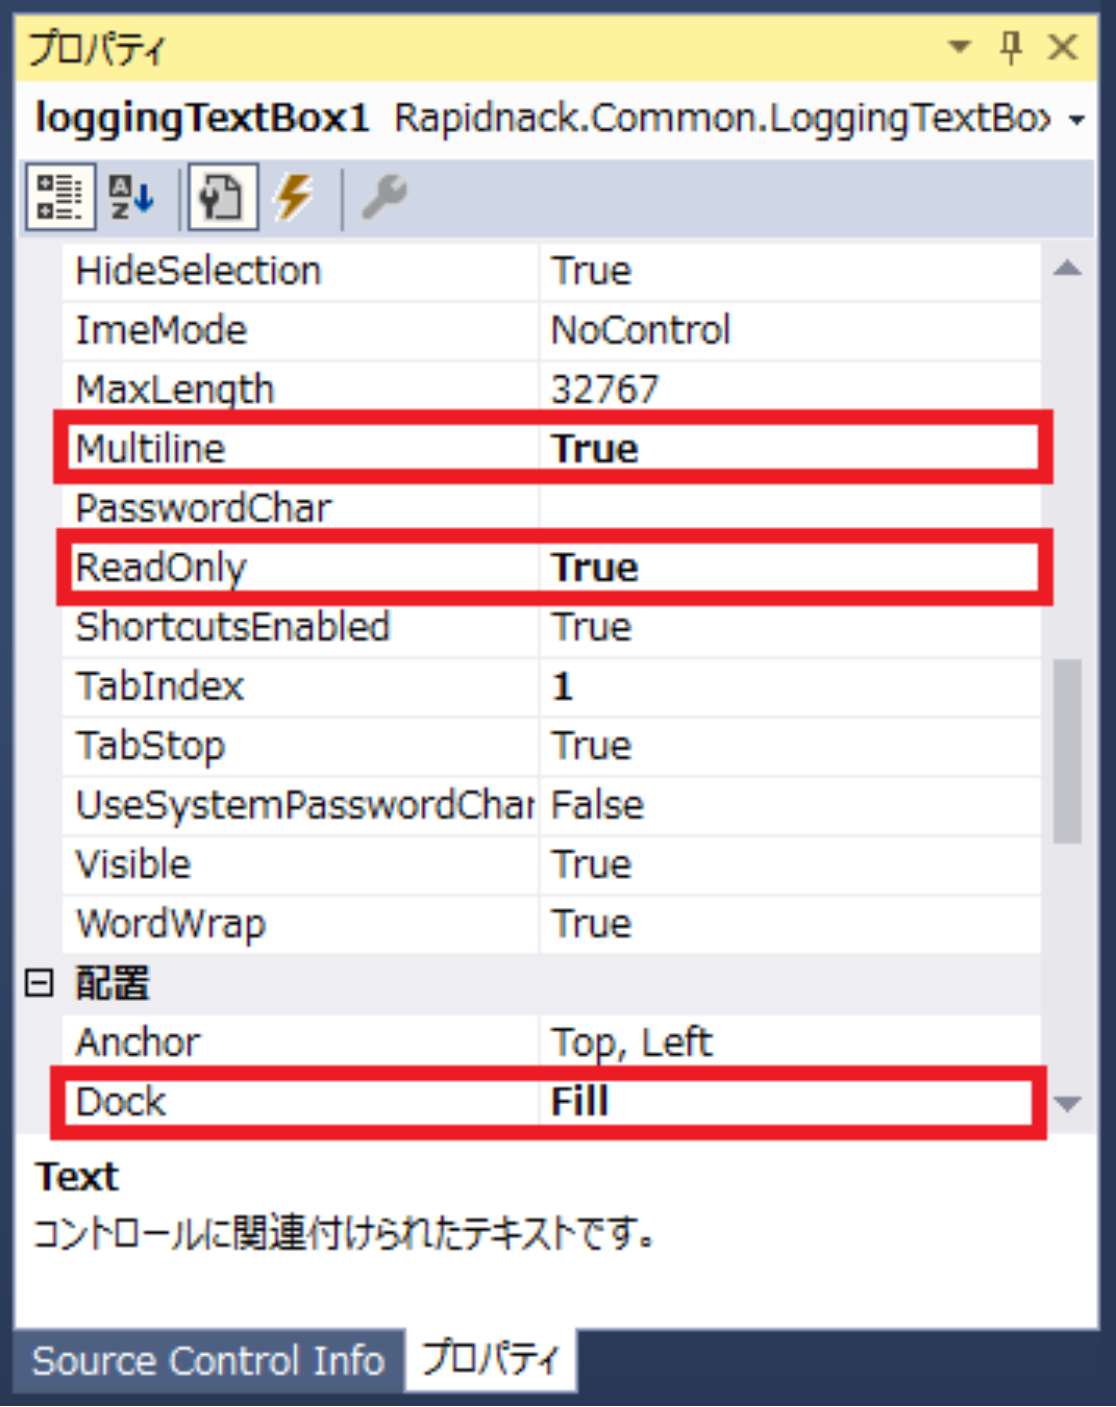 プロパティ
loggingTextBox1 Rapidnack.Common.LoggingTextBox
HideSelection True
ImeMode NoControl
MaxLength 32767
Multiline True
PasswordChar
ReadOnly True
ShortcutsEnabled True
TabIndex 1
TabStop True
UseSystemPasswordChar False
Visible True
WordWrap True
配置
Anchor Top, Left
Dock Fill
Text
コントロールに関連付けられたテキストです。
Source Control Info プロパティ